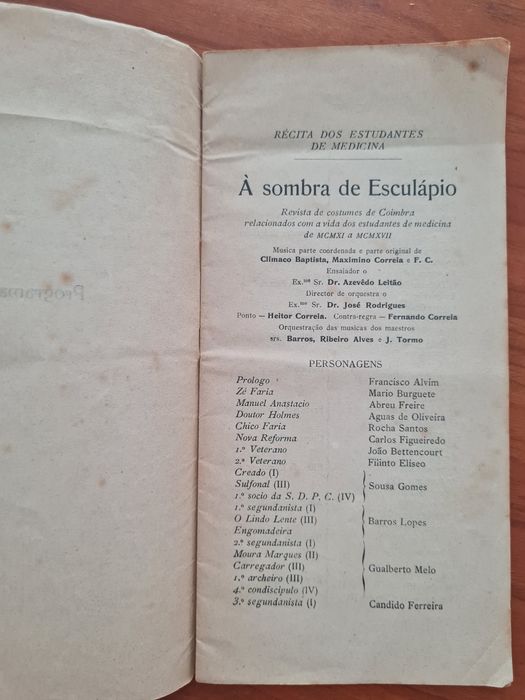 Programa
RÉCITA DOS ESTUDANTES
DE MEDICINA
À sombra de Esculápio
Revista de costumes de Coimbra
relacionados com a vida dos estudantes de medicina
de MCMXI a MCMXVII
Musica parte coordenada e parte original de
Climaco Baptista, Maximino Correia e F. C.
Ensaiador o
Ex.mo Sr. Dr. Azevêdo Leitão
Director de orquestra o
Ex.mo Sr. Dr. José Rodrigues
Ponto — Heitor Correia. Contra-regra — Fernando Correia
Orquestração das musicas dos maestros
srs. Barros, Ribeiro Alves e J. Tormo
PERSONAGENS
Prologo Francisco Alvim
Zé Faria Mario Burguete
Manuel Anastacio Abreu Freire
Doutor Holmes Aguas de Oliveira
Chico Faria Rocha Santos
Nova Reforma Carlos Figueiredo
1.º Veterano João Bettencourt
2.º Veterano Filinto Eliseo
Creado (I)
Sulfonal (III) Sousa Gomes
1.º socio da S. D. P. C. (IV)
1.º segundanista (I)
O Lindo Lente (III) Barros Lopes
Engomadeira
2.º segundanista (I)
Moura Marques (II)
Carregador (III) Gualberto Melo
1.º archeiro (III)
4.º condiscipulo (IV)
3.º segundanista (I) Candido Ferreira